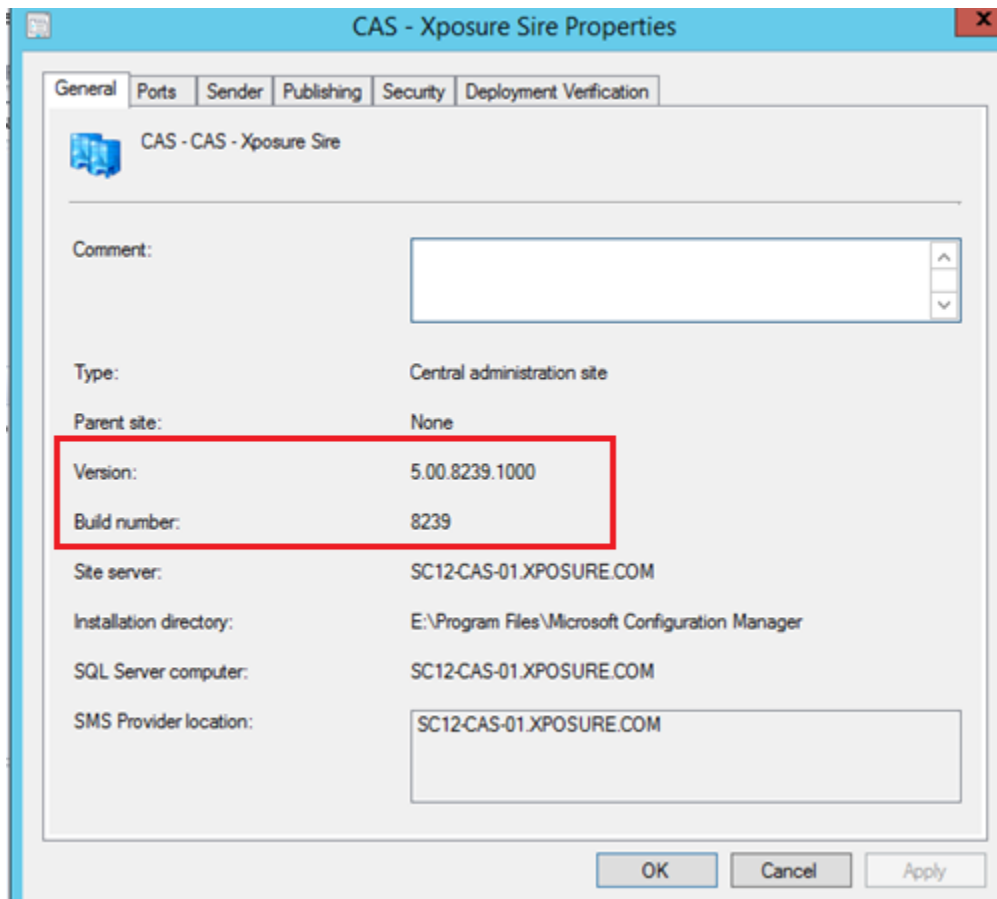 CAS - Xposure Sire Properties
x
General Ports Sender Publishing Security Deployment Verification
CAS - CAS - Xposure Sire
Comment:
Type: Central administration site
Parent site: None
Version: 5.00.8239.1000
Build number: 8239
Site server: SC12-CAS-01.XPOSURE.COM
Installation directory: E:\Program Files\Microsoft Configuration Manager
SQL Server computer: SC12-CAS-01.XPOSURE.COM
SMS Provider location: SC12-CAS-01.XPOSURE.COM
OK Cancel Apply